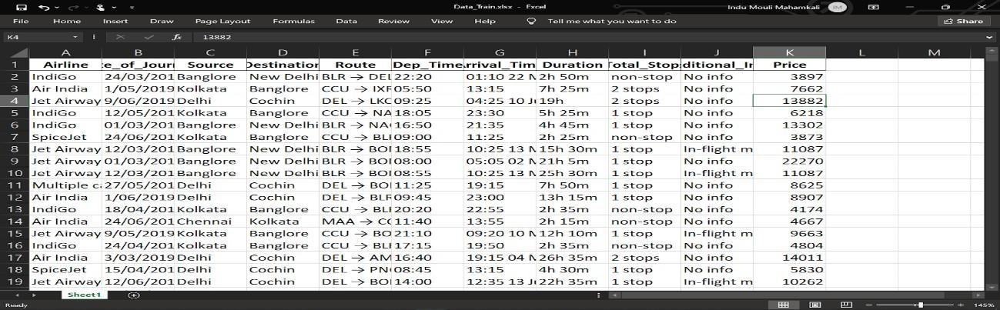 Data_Train.xlsx - Excel Indu Mouli Mahamkali IM
File Home Insert Draw Page Layout Formulas Data Review View Help Tell me what you want to do Share
K4 fx 13882
A B C D E F G H I J K L M
1 Airline e_of_Jour Source Destination Route Dep_Time rrival_Tim Duration Total_Stop ditional_In Price
2 IndiGo 24/03/201 Banglore New Delhi BLR → DEL 22:20 01:10 22 M 2h 50m non-stop No info 3897
3 Air India 1/05/2019 Kolkata Banglore CCU → IXR 05:50 13:15 7h 25m 2 stops No info 7662
4 Jet Airway 9/06/2019 Delhi Cochin DEL → LKO 09:25 04:25 10 Ju 19h 2 stops No info 13882
5 IndiGo 12/05/201 Kolkata Banglore CCU → NA 18:05 23:30 5h 25m 1 stop No info 6218
6 IndiGo 01/03/201 Banglore New Delhi BLR → NA 16:50 21:35 4h 45m 1 stop No info 13302
7 SpiceJet 24/06/201 Kolkata Banglore CCU → BL 09:00 11:25 2h 25m non-stop No info 3873
8 Jet Airway 12/03/201 Banglore New Delhi BLR → BO 18:55 10:25 13 M 15h 30m 1 stop In-flight m 11087
9 Jet Airway 01/03/201 Banglore New Delhi BLR → BO 08:00 05:05 02 M 21h 5m 1 stop No info 22270
10 Jet Airway 12/03/201 Banglore New Delhi BLR → BO 08:55 10:25 13 M 25h 30m 1 stop In-flight m 11087
11 Multiple ca 27/05/201 Delhi Cochin DEL → BO 11:25 19:15 7h 50m 1 stop No info 8625
12 Air India 1/06/2019 Delhi Cochin DEL → BL 09:45 23:00 13h 15m 1 stop No info 8907
13 IndiGo 18/04/201 Kolkata Banglore CCU → BL 20:20 22:55 2h 35m non-stop No info 4174
14 Air India 24/06/201 Chennai Kolkata MAA → C 11:40 13:55 2h 15m non-stop No info 4667
15 Jet Airway 9/05/2019 Kolkata Banglore CCU → BO 21:10 09:20 10 M 12h 10m 1 stop In-flight m 9663
16 IndiGo 24/04/201 Kolkata Banglore CCU → BL 17:15 19:50 2h 35m non-stop No info 4804
17 Air India 3/03/2019 Delhi Cochin DEL → AM 16:40 19:15 04 M 26h 35m 2 stops No info 14011
18 SpiceJet 15/04/201 Delhi Cochin DEL → PN 08:45 13:15 4h 30m 1 stop No info 5830
19 Jet Airway 12/06/201 Delhi Cochin DEL → BO 14:00 12:35 13 Ju 22h 35m 1 stop In-flight m 10262
Sheet1
Ready 145%